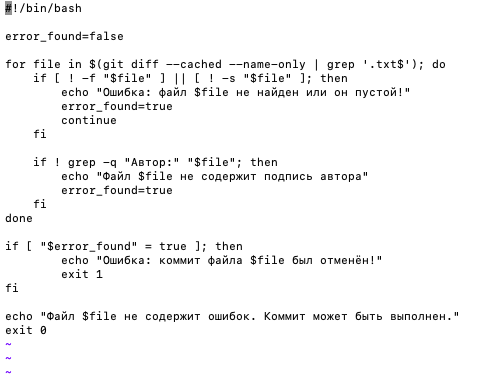 #!/bin/bash

error_found=false

for file in $(git diff --cached --name-only | grep '.txt$'); do
    if [ ! -f "$file" ] || [ ! -s "$file" ]; then
        echo "Ошибка: файл $file не найден или он пустой!"
        error_found=true
        continue
    fi

    if ! grep -q "Автор:" "$file"; then
        echo "Файл $file не содержит подпись автора"
        error_found=true
    fi
done

if [ "$error_found" = true ]; then
        echo "Ошибка: коммит файла $file был отменён!"
        exit 1
fi

echo "Файл $file не содержит ошибок. Коммит может быть выполнен."
exit 0
~
~
~